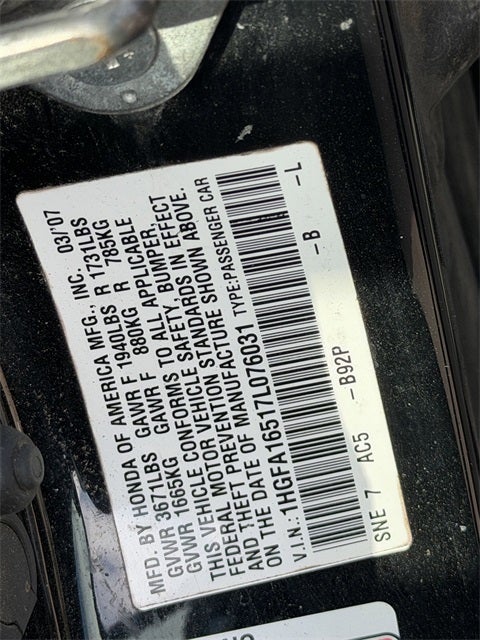 MFD. BY HONDA OF AMERICA MFG., INC. 03/'07
GVWR 3671LBS GAWR F 1940LBS R 1731LBS
GVWR 1665KG GAWR F 880KG R 785KG
THIS VEHICLE CONFORMS TO ALL APPLICABLE
FEDERAL MOTOR VEHICLE SAFETY, BUMPER,
AND THEFT PREVENTION STANDARDS IN EFFECT
ON THE DATE OF MANUFACTURE SHOWN ABOVE.
V.I.N.: 1HGFA16517L076031 TYPE:PASSENGER CAR
SNE 7 AC5 -B92P -B -L